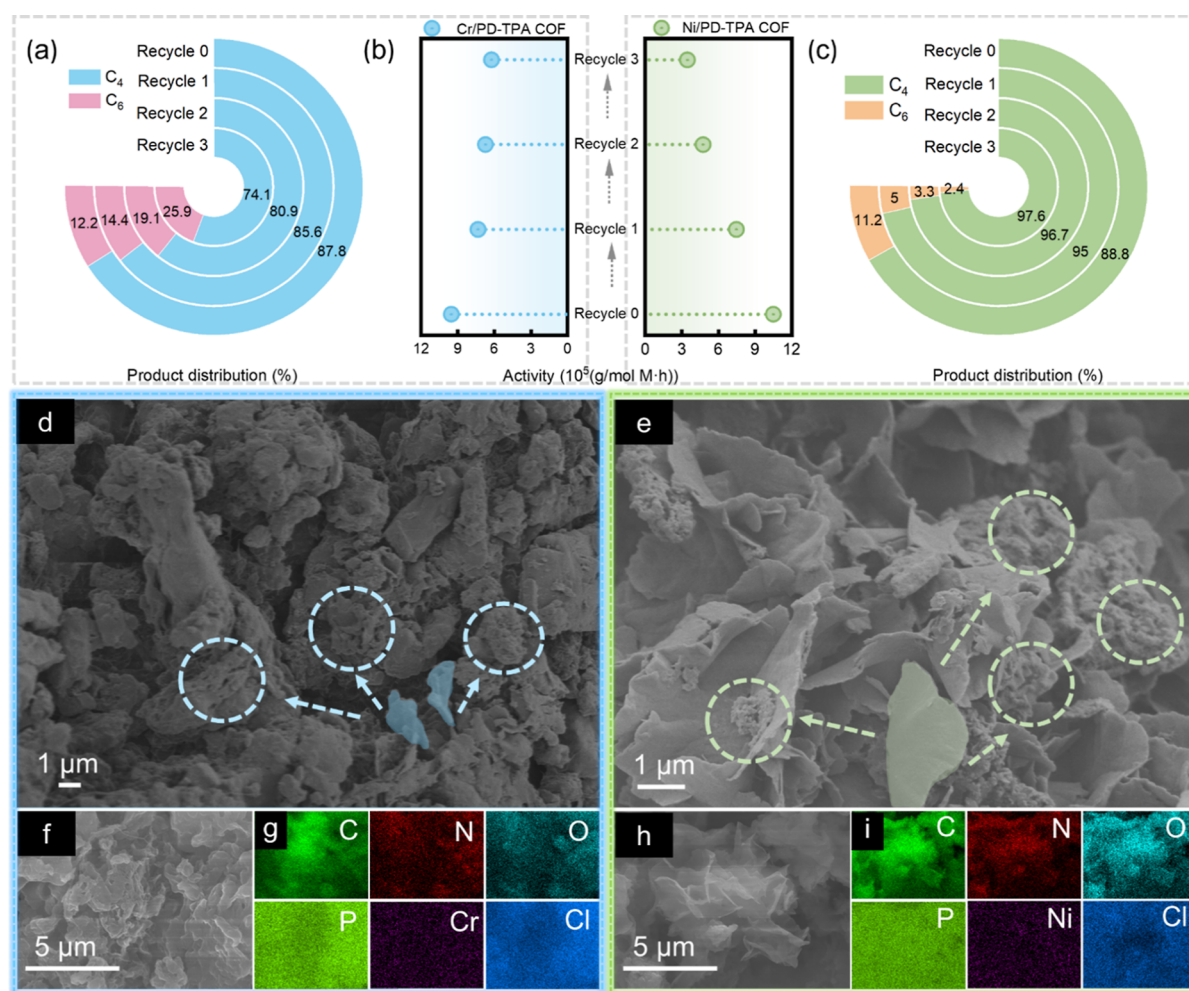 (a)
Recycle 0
Recycle 1
Recycle 2
Recycle 3
C₄
C₆
12.2
14.4
19.1
25.9
74.1
80.9
85.6
87.8
Product distribution (%)
(b)
Cr/PD-TPA COF
Ni/PD-TPA COF
Recycle 3
Recycle 2
Recycle 1
Recycle 0
12 9 6 3 0
0 3 6 9 12
Activity (10⁵(g/mol M·h))
(c)
Recycle 0
Recycle 1
Recycle 2
Recycle 3
C₄
C₆
11.2
5
3.3
2.4
97.6
96.7
95
88.8
Product distribution (%)
d
1 μm
e
1 μm
f
5 μm
g
C
N
O
P
Cr
Cl
h
5 μm
i
C
N
O
P
Ni
Cl